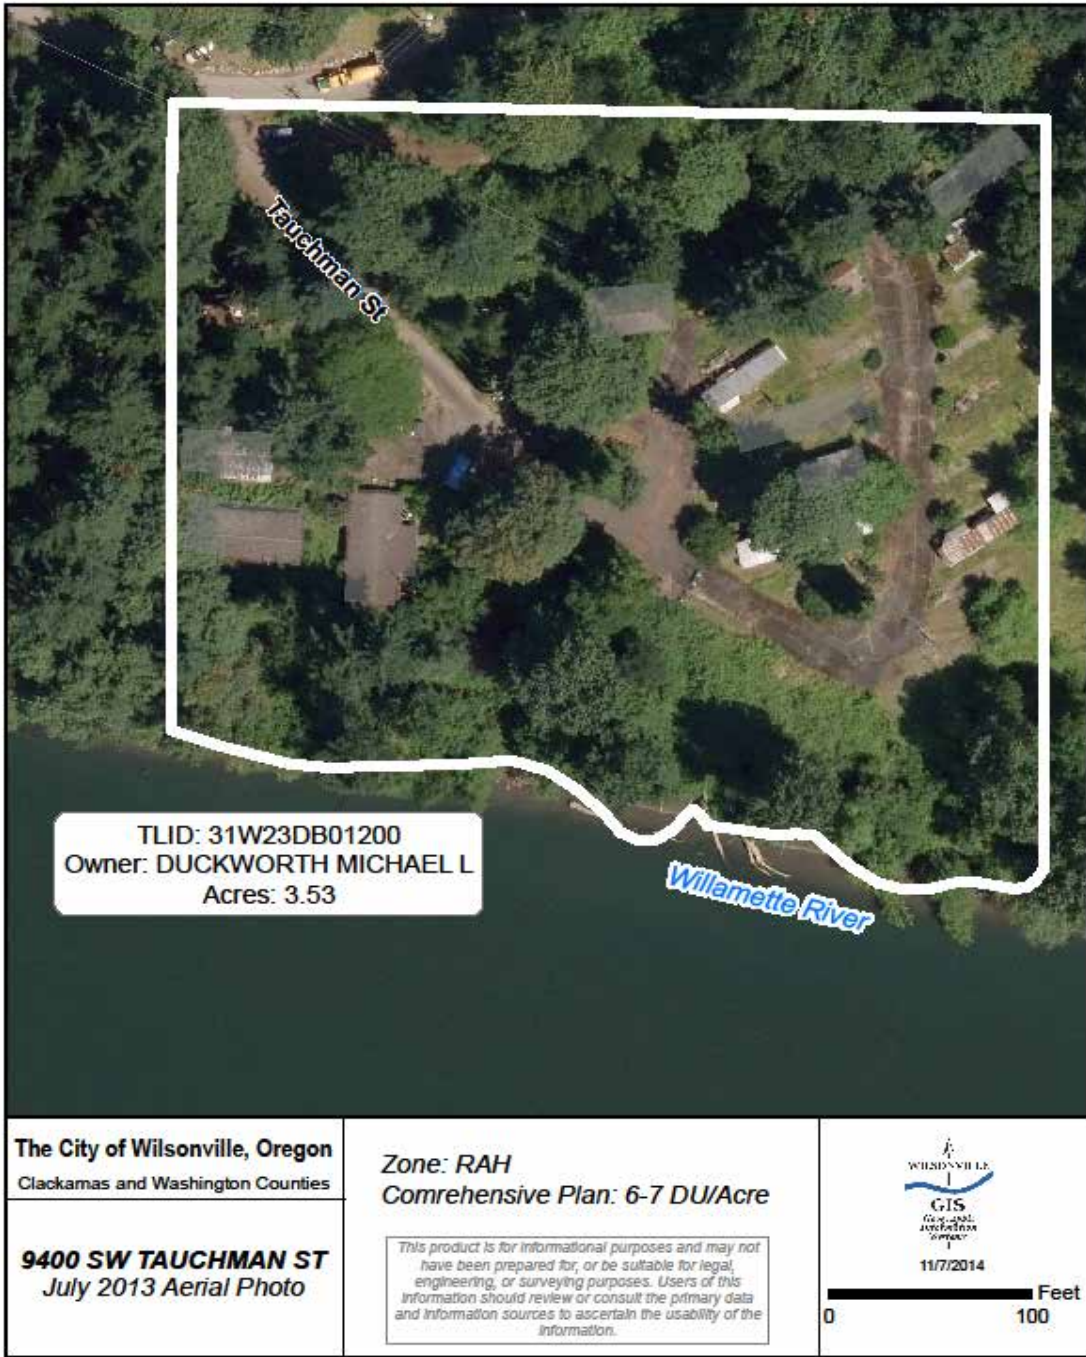 Tauchman St
TLID: 31W23DB01200
Owner: DUCKWORTH MICHAEL L
Acres: 3.53
Willamette River
The City of Wilsonville, Oregon
Clackamas and Washington Counties
9400 SW TAUCHMAN ST
July 2013 Aerial Photo
Zone: RAH
Comrehensive Plan: 6-7 DU/Acre
This product is for informational purposes and may not
have been prepared for, or be suitable for legal,
engineering, or surveying purposes. Users of this
information should review or consult the primary data
and information sources to ascertain the usability of the
information.
WILSONVILLE
GIS
Geographic
Information
Systems
11/7/2014
Feet
0 100